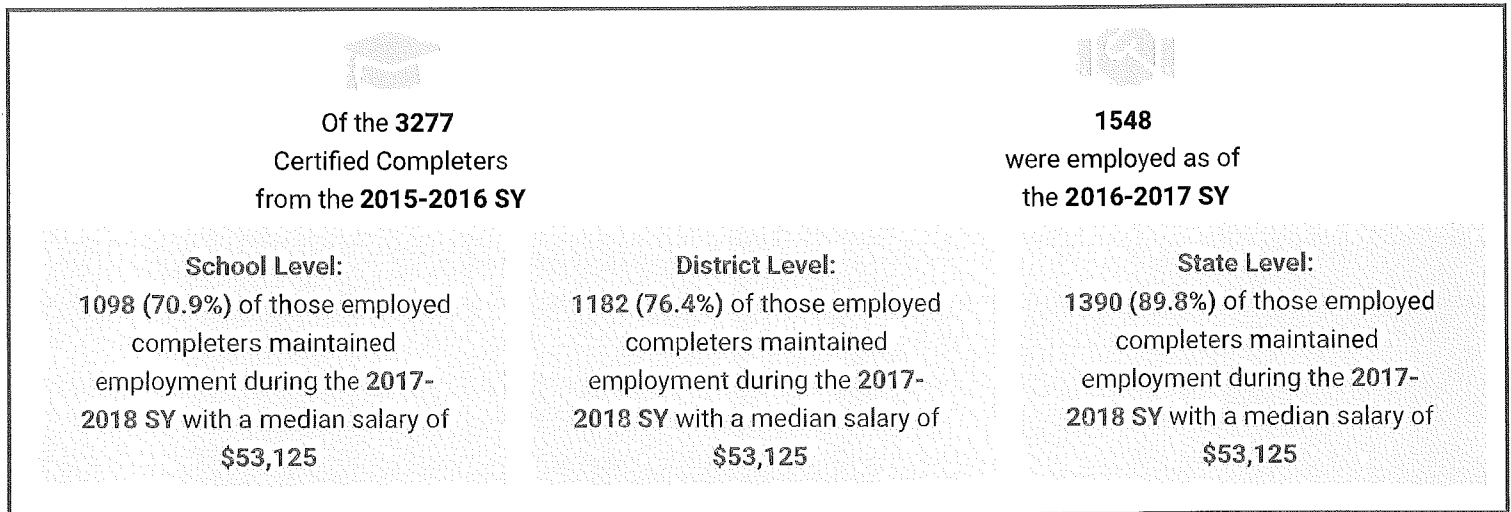 Of the 3277
Certified Completers
from the 2015-2016 SY
1548
were employed as of
the 2016-2017 SY
School Level:
1098 (70.9%) of those employed
completers maintained
employment during the 2017-
2018 SY with a median salary of
$53,125
District Level:
1182 (76.4%) of those employed
completers maintained
employment during the 2017-
2018 SY with a median salary of
$53,125
State Level:
1390 (89.8%) of those employed
completers maintained
employment during the 2017-
2018 SY with a median salary of
$53,125